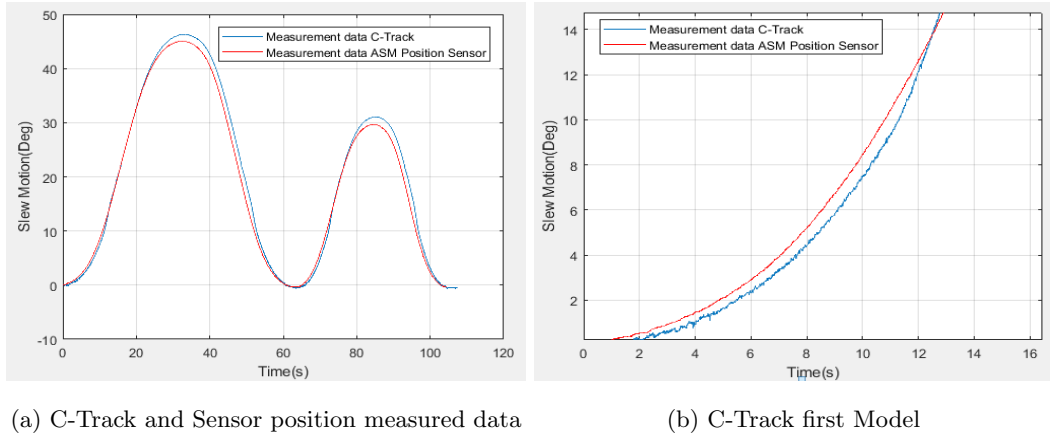 50
40
30
20
10
0
-10
Slew Motion(Deg)
Measurement data C-Track
Measurement data ASM Position Sensor
0 20 40 60 80 100 120
Time(s)
(a) C-Track and Sensor position measured data
14
12
10
8
6
4
2
Slew Motion(Deg)
Measurement data C-Track
Measurement data ASM Position Sensor
0 2 4 6 8 10 12 14 16
Time(s)
(b) C-Track first Model